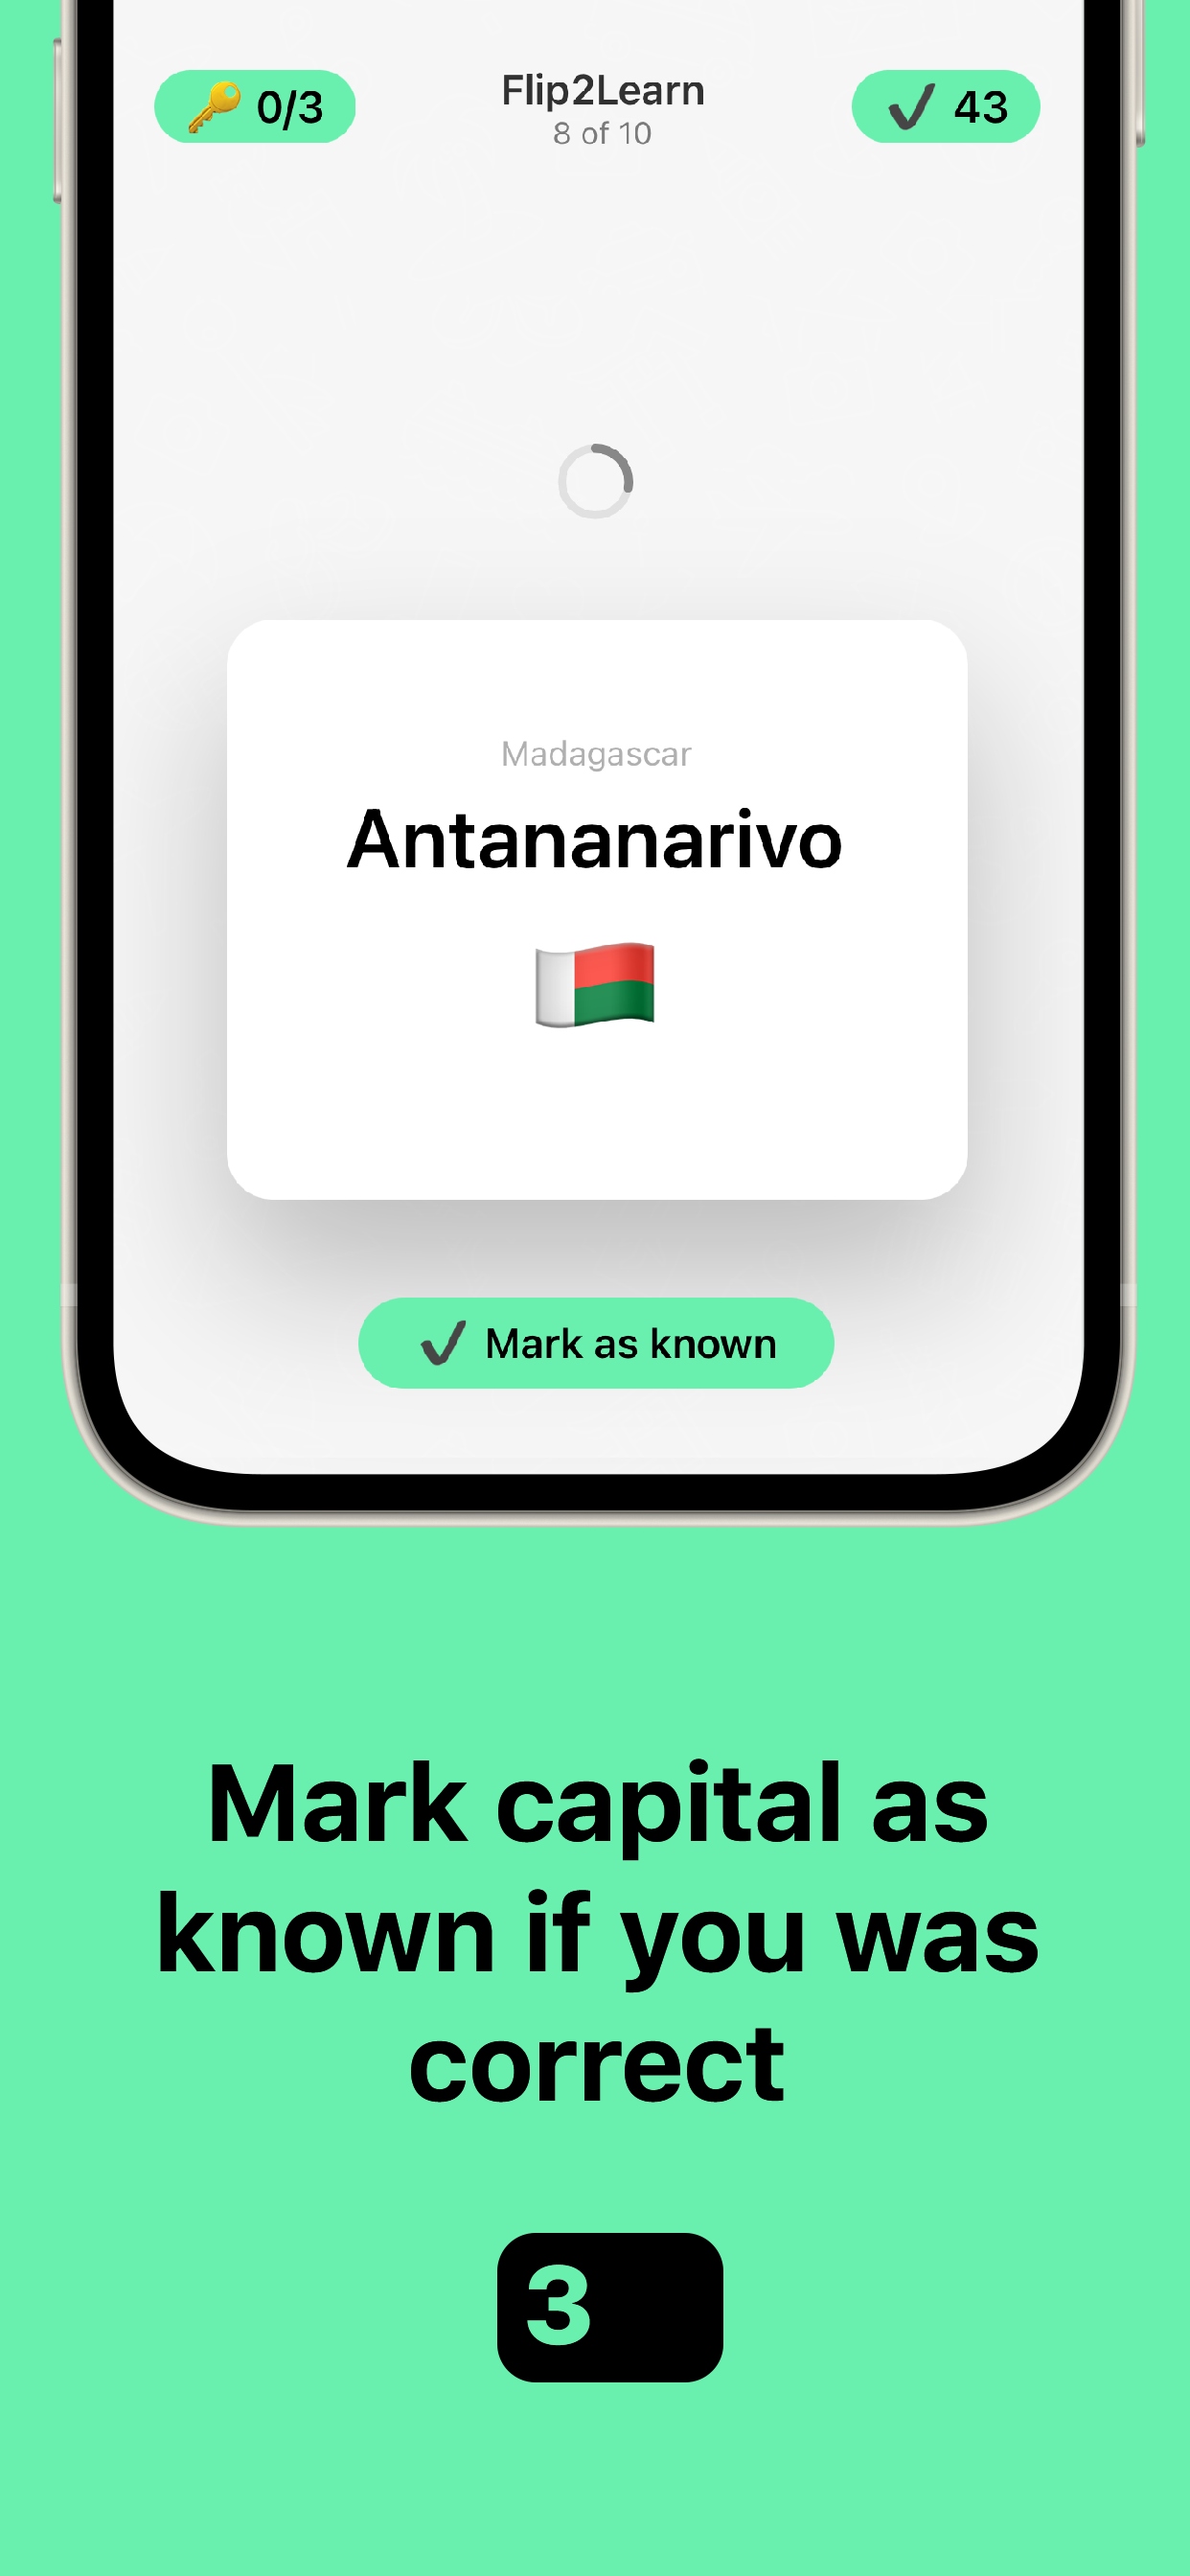 🔑 0/3
Flip2Learn
8 of 10
✔ 43
Madagascar
Antananarivo
✔ Mark as known
Mark capital as
known if you was
correct
3